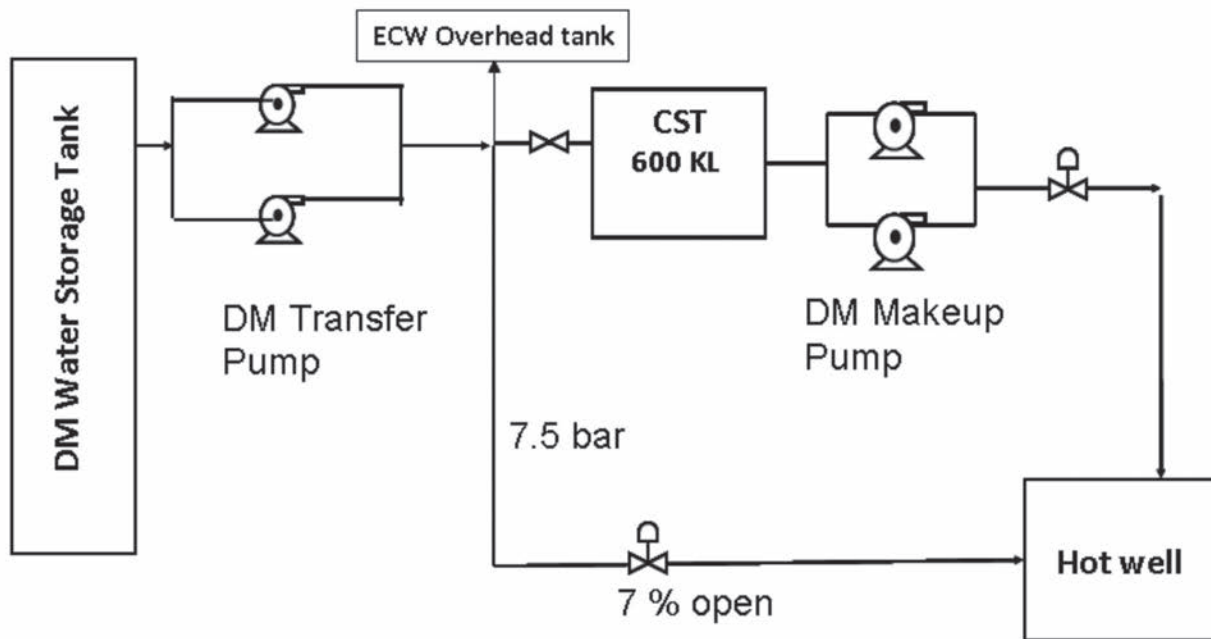 ECW Overhead tank
DM Water Storage Tank
CST
600 KL
DM Transfer
Pump
DM Makeup
Pump
7.5 bar
Hot well
7 % open